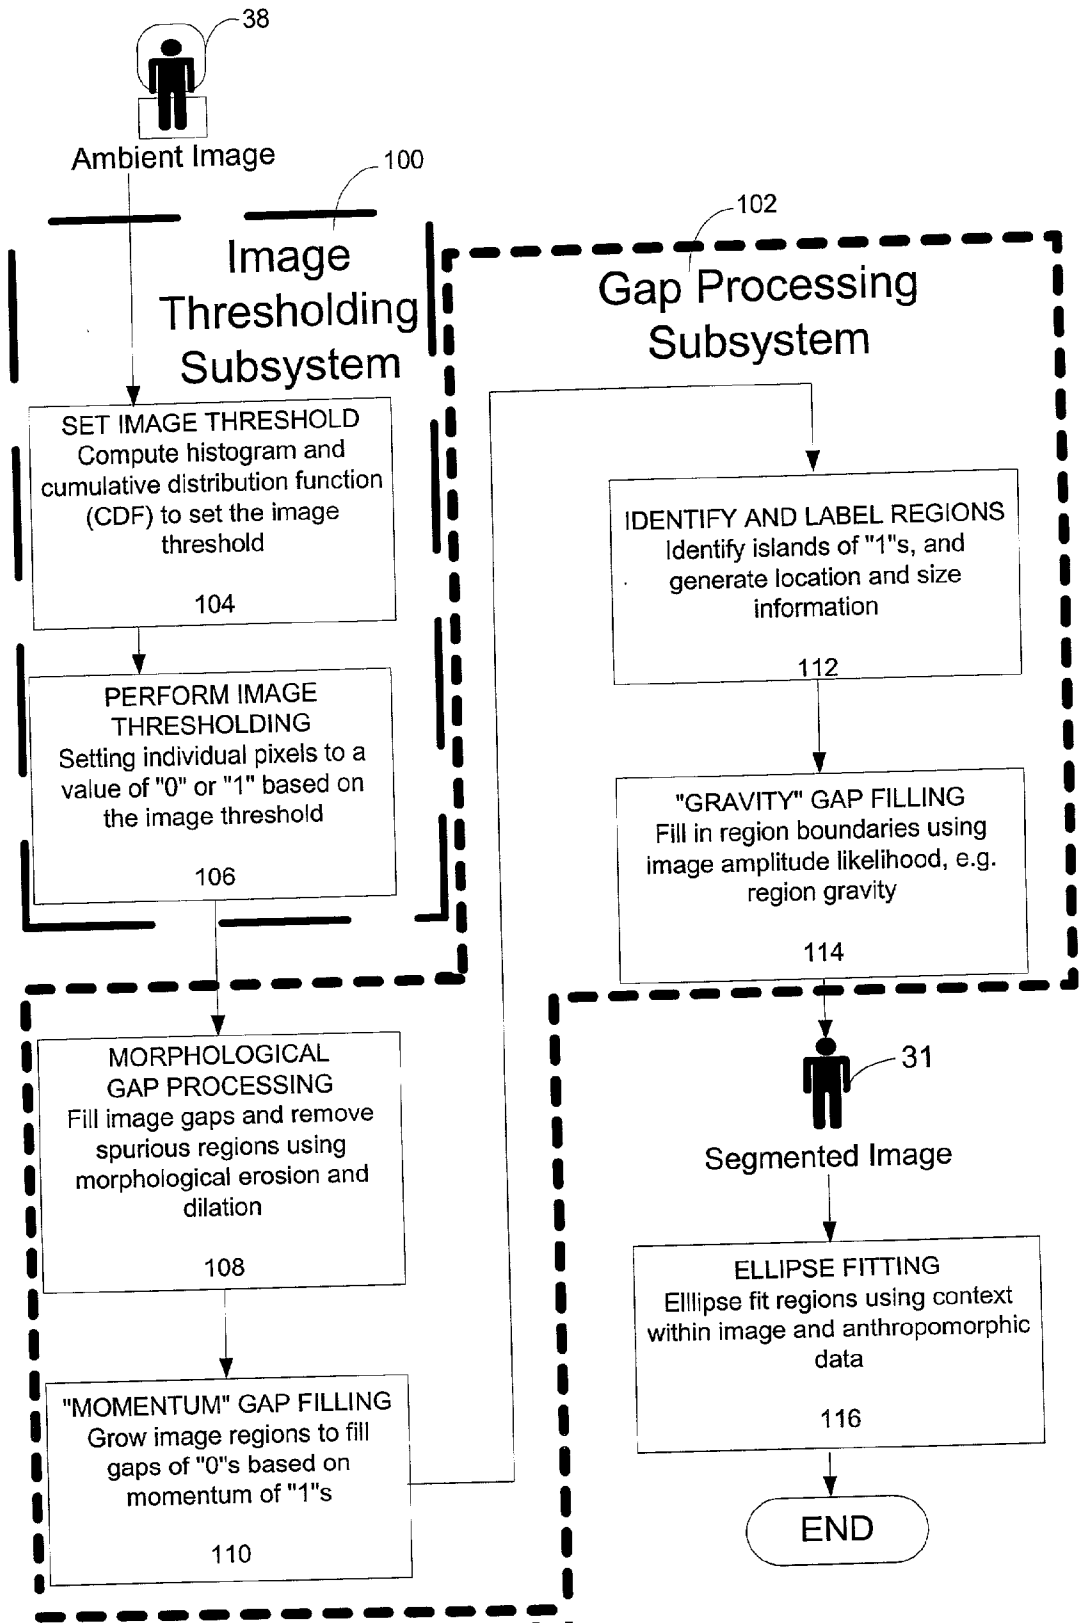 38
Ambient Image
100
Image
Thresholding
Subsystem
SET IMAGE THRESHOLD
Compute histogram and
cumulative distribution function
(CDF) to set the image
threshold
104
PERFORM IMAGE
THRESHOLDING
Setting individual pixels to a
value of "0" or "1" based on
the image threshold
106
102
Gap Processing
Subsystem
MORPHOLOGICAL
GAP PROCESSING
Fill image gaps and remove
spurious regions using
morphological erosion and
dilation
108
"MOMENTUM" GAP FILLING
Grow image regions to fill
gaps of "0"s based on
momentum of "1"s
110
IDENTIFY AND LABEL REGIONS
Identify islands of "1"s, and
generate location and size
information
112
"GRAVITY" GAP FILLING
Fill in region boundaries using
image amplitude likelihood, e.g.
region gravity
114
31
Segmented Image
ELLIPSE FITTING
Elllipse fit regions using context
within image and anthropomorphic
data
116
END